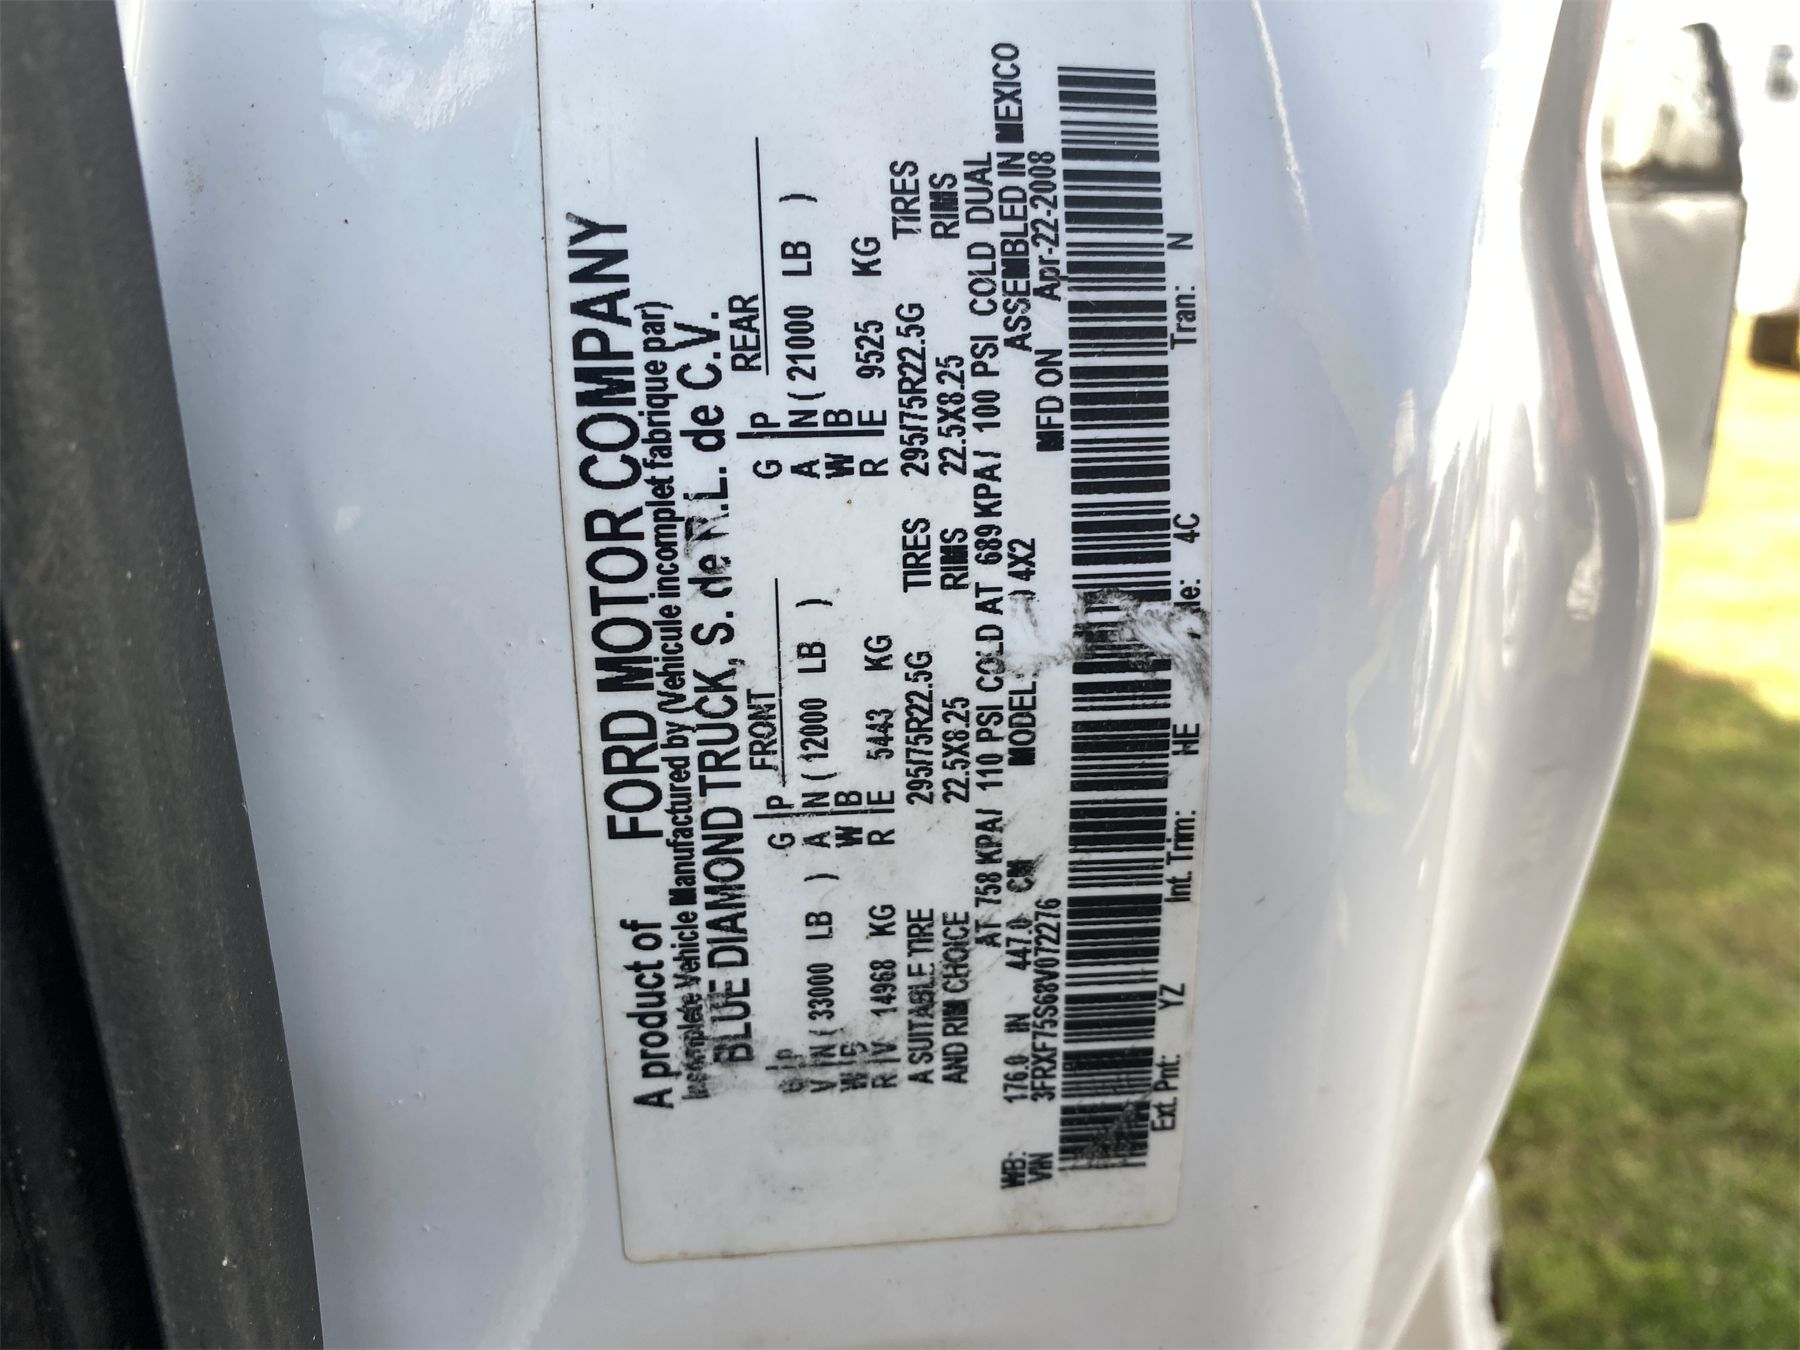 A product of FORD MOTOR COMPANY
Incomplete Vehicle Manufactured by (Vehicule incomplet fabrique par)
BLUE DIAMOND TRUCK, S. de R.L. de C.V.
FRONT REAR
G P G P G P
V N ( 33000 LB ) A N ( 12000 LB ) A N ( 21000 LB )
W B W B W B
R V 14968 KG R E 5443 KG R E 9525 KG
A SUITABLE TIRE 295/75R22.5G TIRES 295/75R22.5G TIRES
AND RIM CHOICE 22.5X8.25 RIMS 22.5X8.25 RIMS
AT 758 KPA/ 110 PSI COLD AT 689 KPA/ 100 PSI COLD DUAL
WB: 176.0 IN 447.0 CM MODEL 4X2 ASSEMBLED IN MEXICO
VIN 3FRXF75S68V072276 MFD ON Apr-22-2008
Ext. Pnt: YZ Int. Trim: HE 4C Tran: N